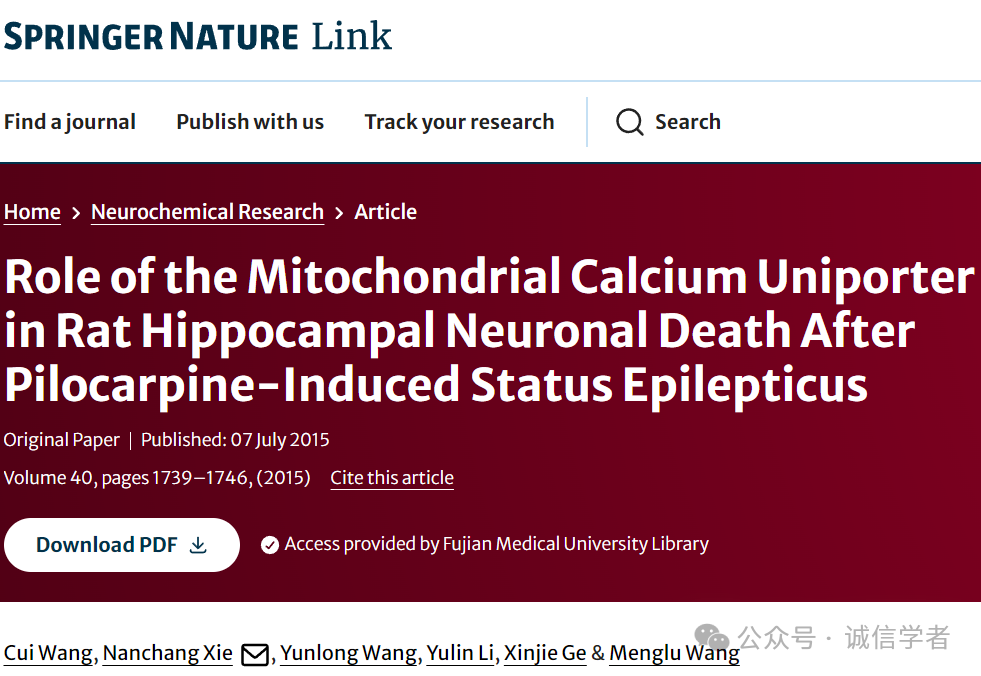 SPRINGER NATURE Link
Find a journal Publish with us Track your research Search
Home > Neurochemical Research > Article
Role of the Mitochondrial Calcium Uniporter
in Rat Hippocampal Neuronal Death After
Pilocarpine-Induced Status Epilepticus
Original Paper | Published: 07 July 2015
Volume 40, pages 1739–1746, (2015) Cite this article
Download PDF Access provided by Fujian Medical University Library
Cui Wang, Nanchang Xie, Yunlong Wang, Yulin Li, Xinjie Ge & Menglu Wang
公众号 · 诚信学者